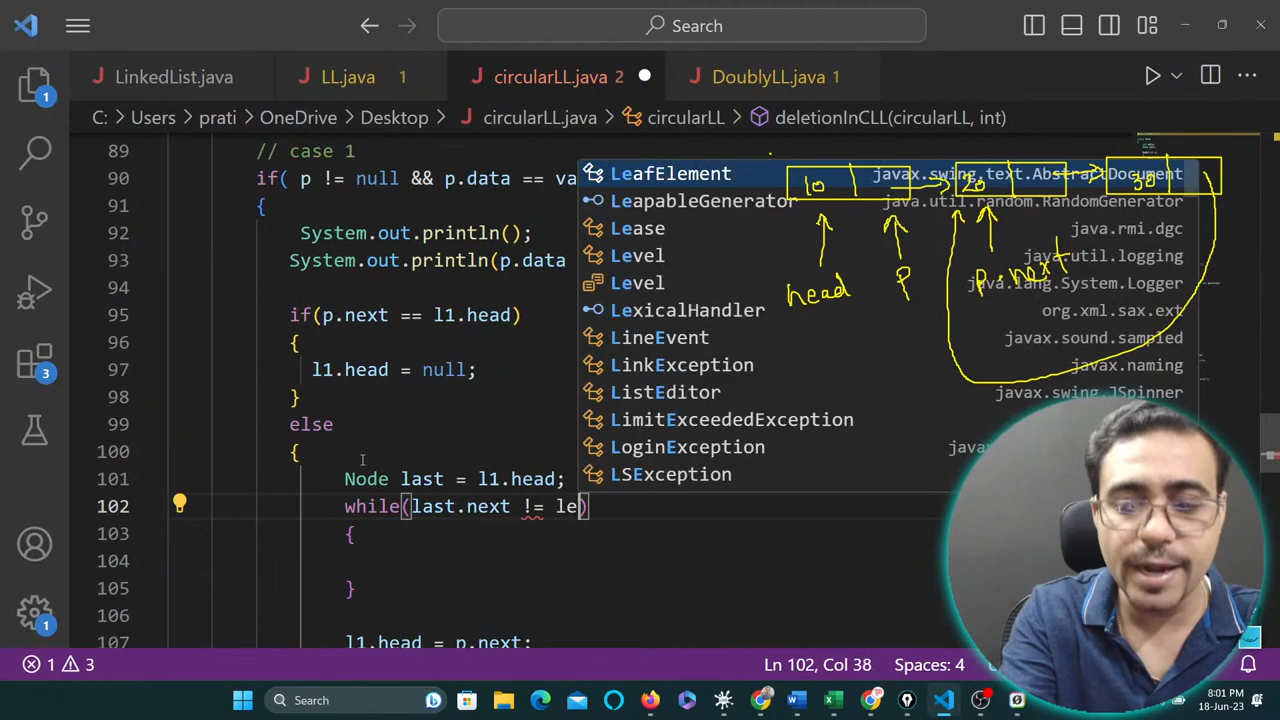 Search
LinkedList.java
LL.java 1
circularLL.java 2
DoublyLL.java 1
C: > Users > prati > OneDrive > Desktop > circularLL.java > circularLL > deletionInCLL(circularLL, int)
89 // case 1
90 if( p != null && p.data == va
91 {
92 System.out.println();
93 System.out.println(p.data
94
95 if(p.next == l1.head)
96 {
97 l1.head = null;
98 }
99 else
100 {
101 Node last = l1.head;
102 while(last.next != le)
103 {
104
105 }
106
107 l1.head = p.next;
LeafElement javax.swing.text.AbstractDocument
LeapableGenerator java.util.random.RandomGenerator
Lease java.rmi.dgc
Level java.util.logging
Level java.lang.System.Logger
LexicalHandler org.xml.sax.ext
LineEvent javax.sound.sampled
LinkException javax.naming
ListEditor javax.swing.JSpinner
LimitExceededException
LoginException
LSException
10 20 30
head P p.next
1
3
1
1 3
Ln 102, Col 38
Spaces: 4
Search
8:01 PM
18-Jun-23